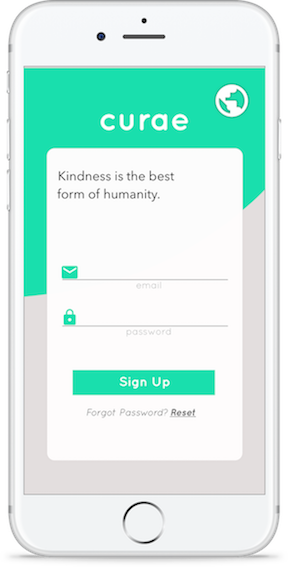 curae
Kindness is the best
form of humanity.
email
password
Sign Up
Forgot Password? Reset